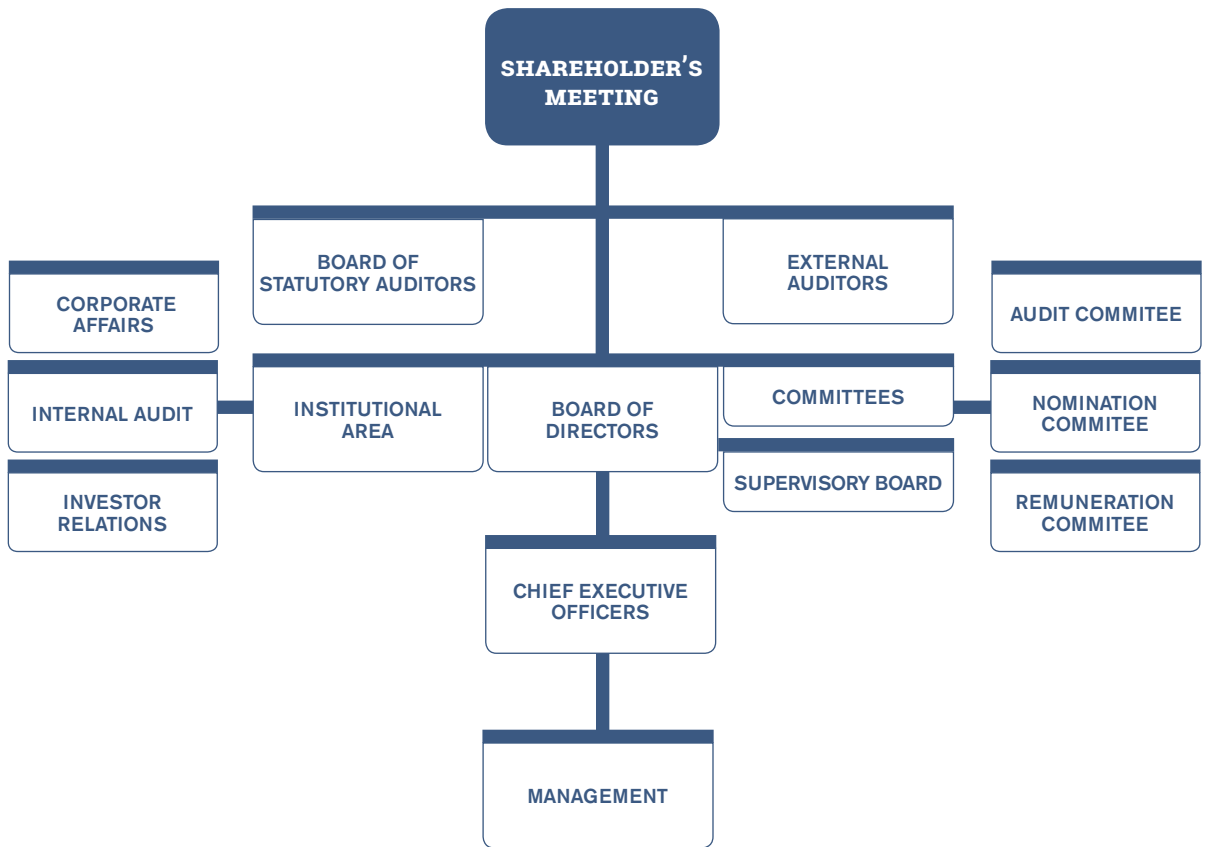 SHAREHOLDER'S
MEETING
BOARD OF
STATUTORY AUDITORS
EXTERNAL
AUDITORS
CORPORATE
AFFAIRS
AUDIT COMMITEE
INTERNAL AUDIT
INSTITUTIONAL
AREA
BOARD OF
DIRECTORS
COMMITTEES
NOMINATION
COMMITEE
SUPERVISORY BOARD
INVESTOR
RELATIONS
REMUNERATION
COMMITEE
CHIEF EXECUTIVE
OFFICERS
MANAGEMENT